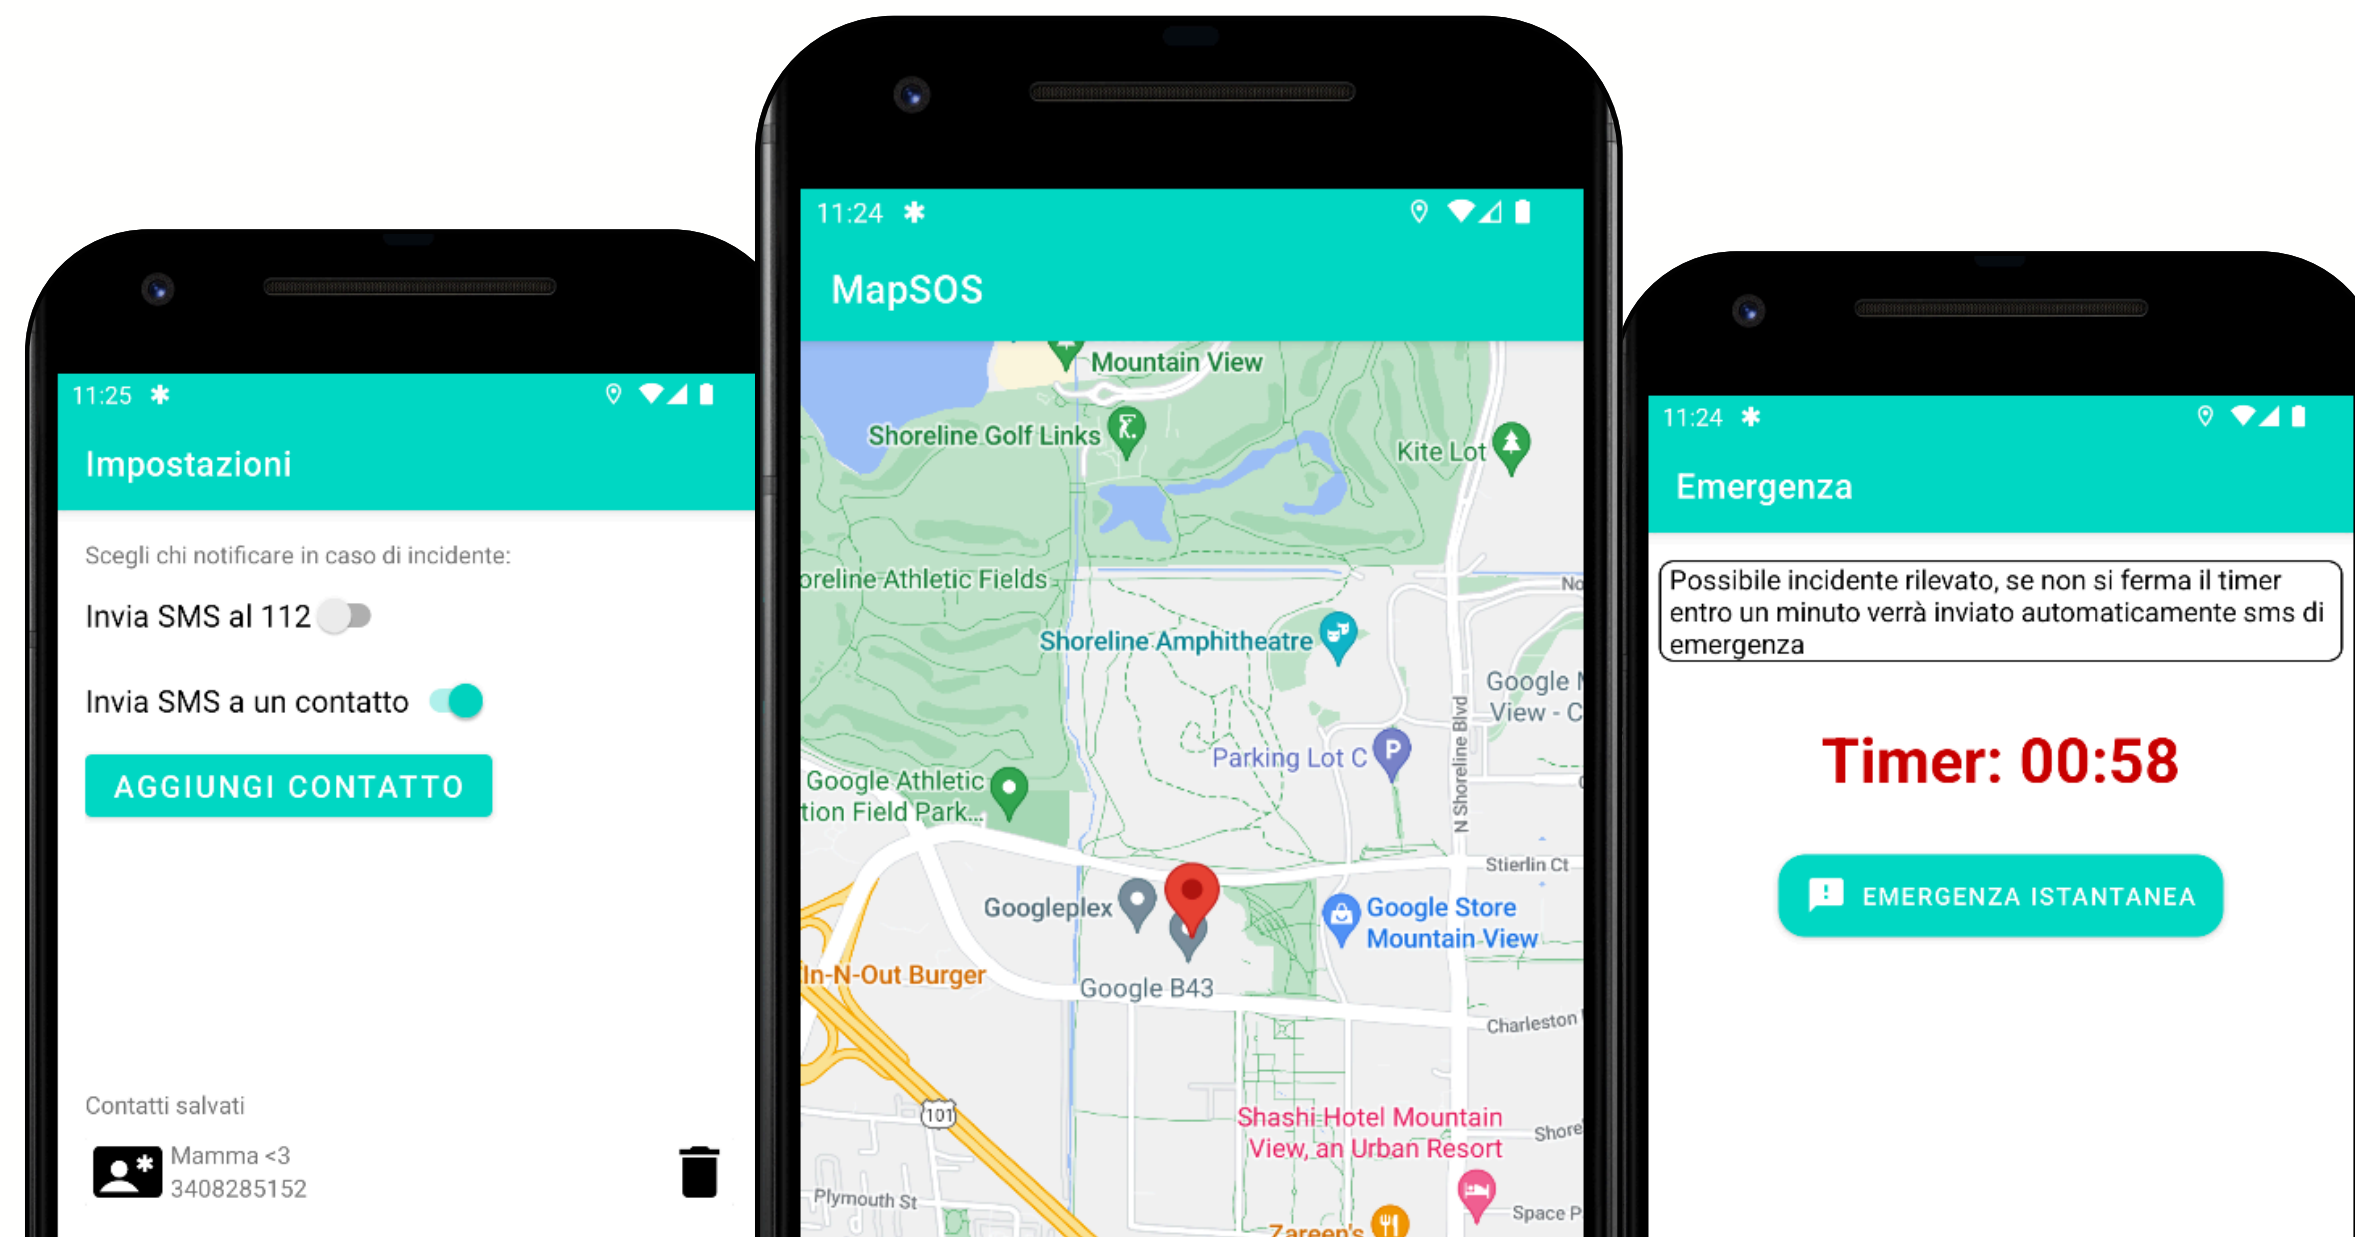 11:25
Impostazioni
Scegli chi notificare in caso di incidente:
Invia SMS al 112
Invia SMS a un contatto
AGGIUNGI CONTATTO
Contatti salvati
Mamma <3
3408285152
11:24
MapSOS
Mountain View
Shoreline Golf Links
Kite Lot
oreline Athletic Fields
No
Shoreline Amphitheatre
Google
View - C
N Shoreline Blvd
Parking Lot C
P
Google Athletic
tion Field Park...
Stierlin Ct
Googleplex
Google Store
Mountain View
In-N-Out Burger
Google B43
Charleston
101
Shashi Hotel Mountain
View, an Urban Resort
Shore
Plymouth St
Space P
Zareen's
11:24
Emergenza
Possibile incidente rilevato, se non si ferma il timer
entro un minuto verrà inviato automaticamente sms di
emergenza
Timer: 00:58
EMERGENZA ISTANTANEA